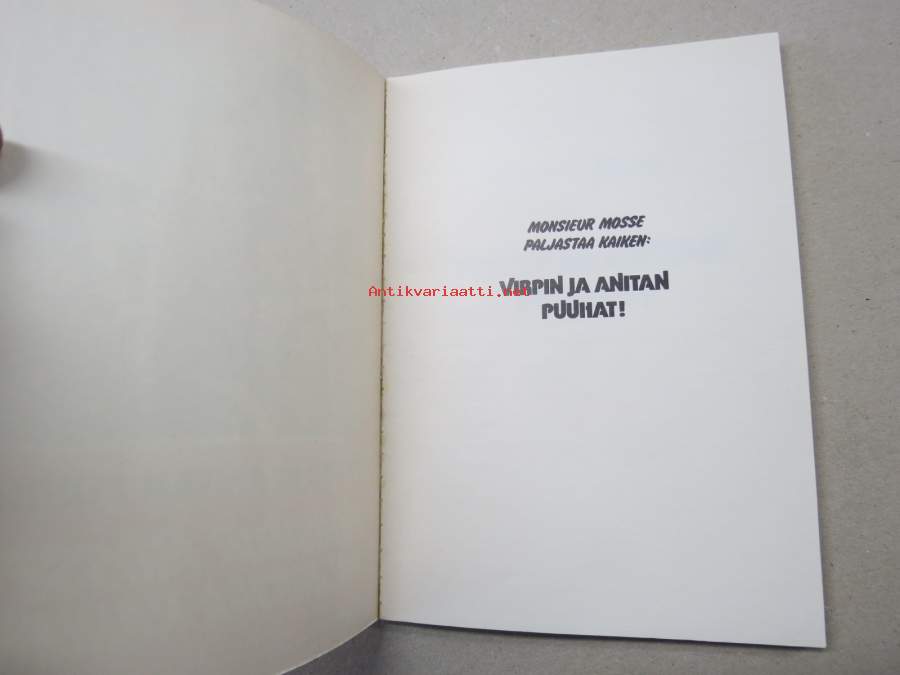 MONSIEUR MOSSE
PALJASTAA KAIKEN:
VIRPIN JA ANITAN
PUUHAT!
Antikvariaatti.net